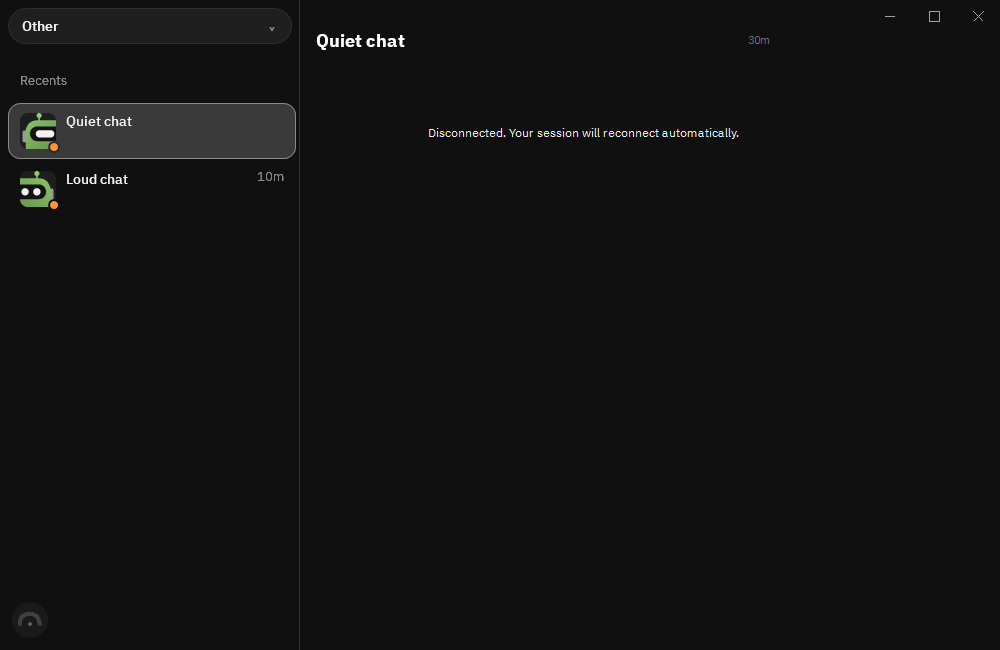 Other
Recents
Quiet chat
Loud chat
10m
Quiet chat
30m
Disconnected. Your session will reconnect automatically.